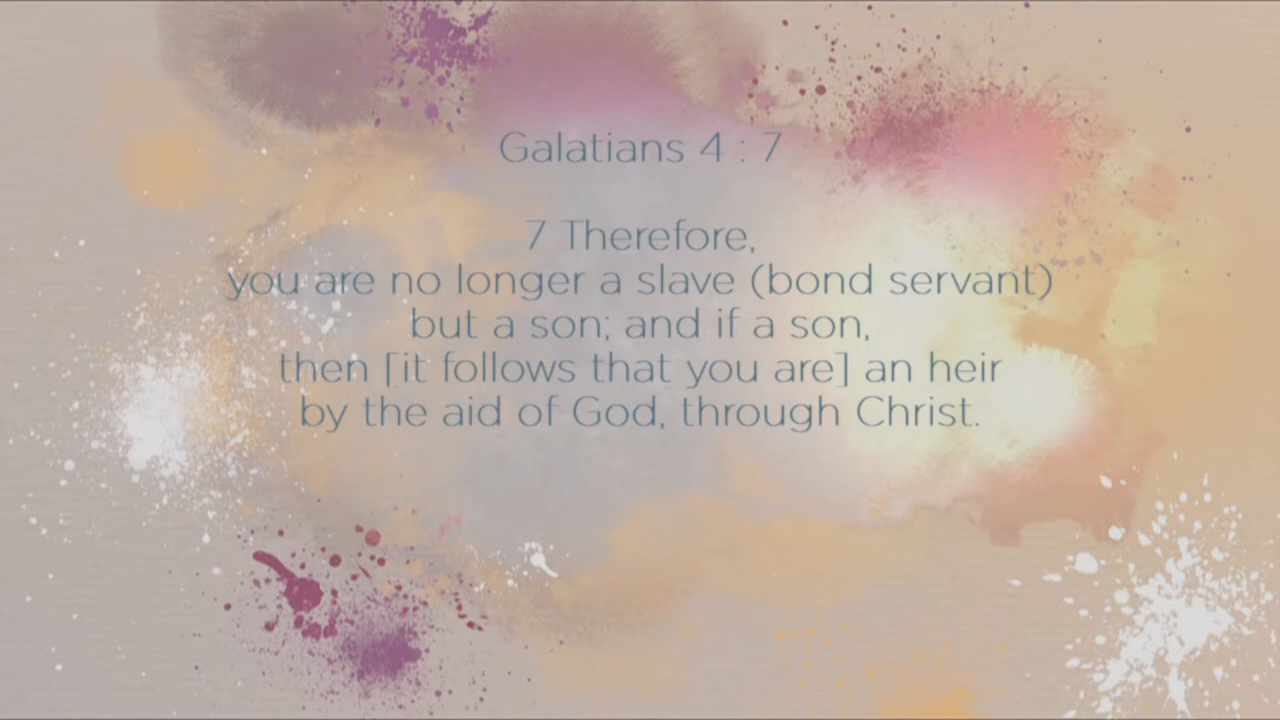 Galatians 4 : 7
7 Therefore,
you are no longer a slave (bond servant)
but a son; and if a son,
then [it follows that you are] an heir
by the aid of God, through Christ.